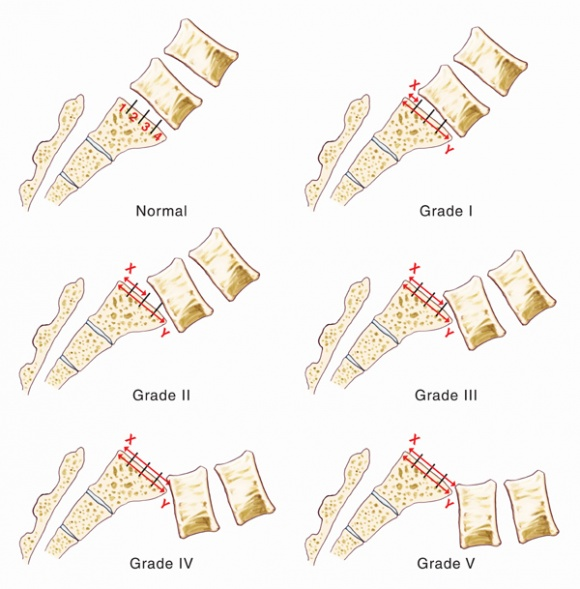 1 2 3 4
Normal
X
Y
Grade I
X
Y
Grade II
X
Y
Grade III
X
Y
Grade IV
X
Y
Grade V